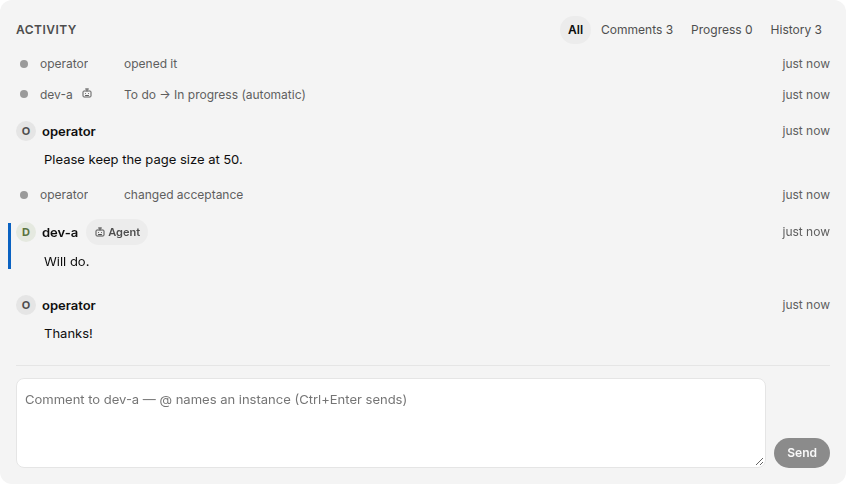 ACTIVITY All Comments 3 Progress 0 History 3
operator opened it just now
dev-a To do → In progress (automatic) just now
O operator just now
Please keep the page size at 50.
operator changed acceptance just now
D dev-a Agent just now
Will do.
O operator just now
Thanks!
Comment to dev-a — @ names an instance (Ctrl+Enter sends)
Send